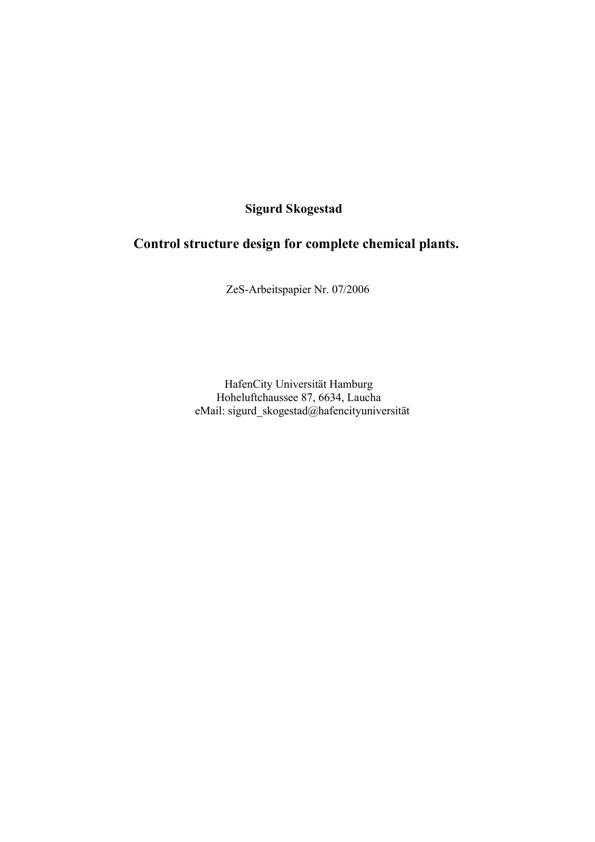 Sigurd Skogestad
Control structure design for complete chemical plants.
ZeS-Arbeitspapier Nr. 07/2006
HafenCity Universität Hamburg
Hoheluftchaussee 87, 6634, Laucha
eMail: sigurd_skogestad@hafencityuniversität